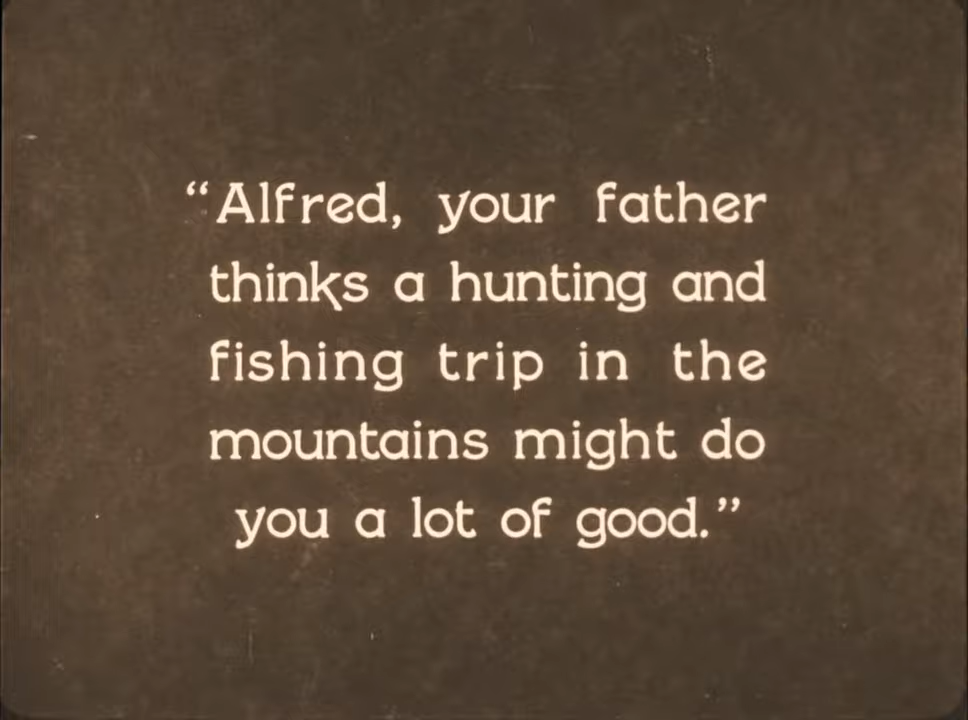 “Alfred, your father
thinks a hunting and
fishing trip in the
mountains might do
you a lot of good.”